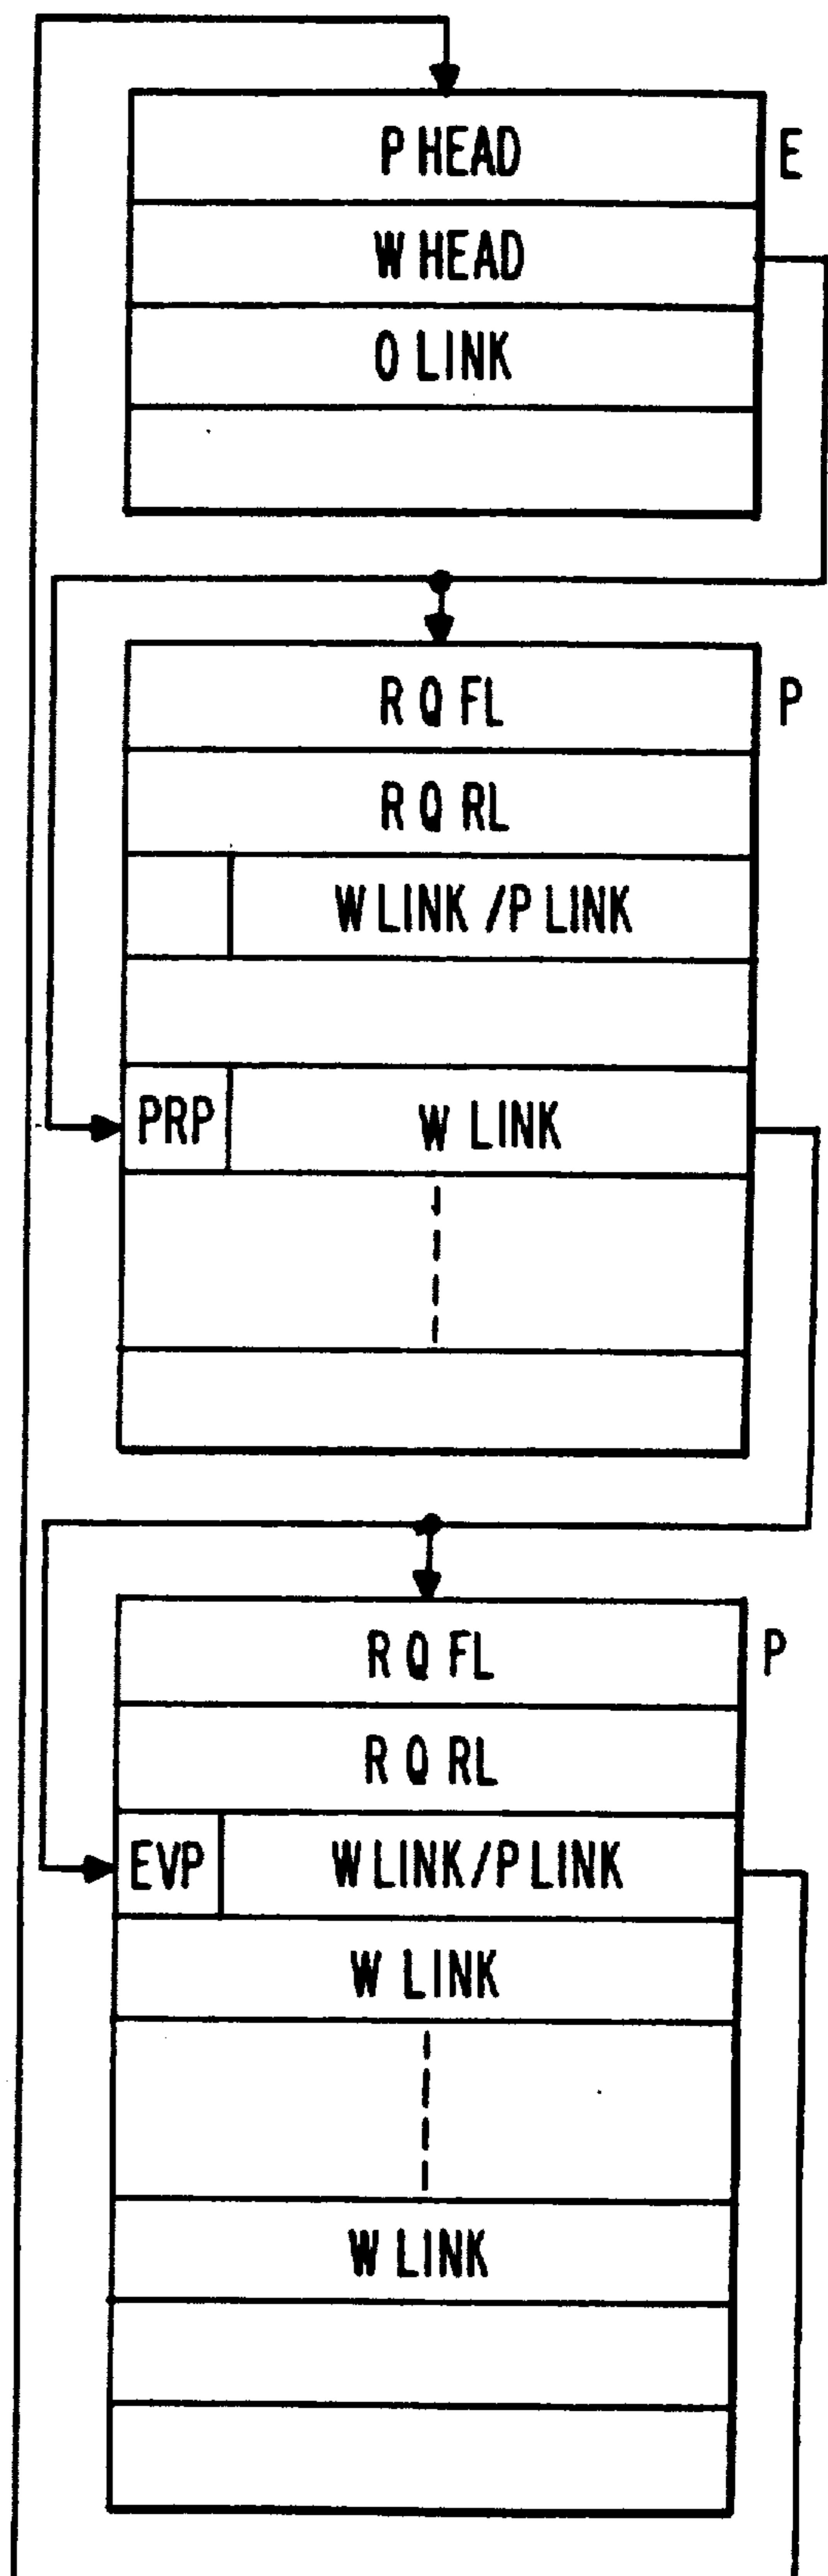 P HEAD E
W HEAD
O LINK
R Q FL P
R Q RL
W LINK / P LINK
PRP W LINK
R Q FL P
R Q RL
EVP W LINK/P LINK
W LINK
W LINK